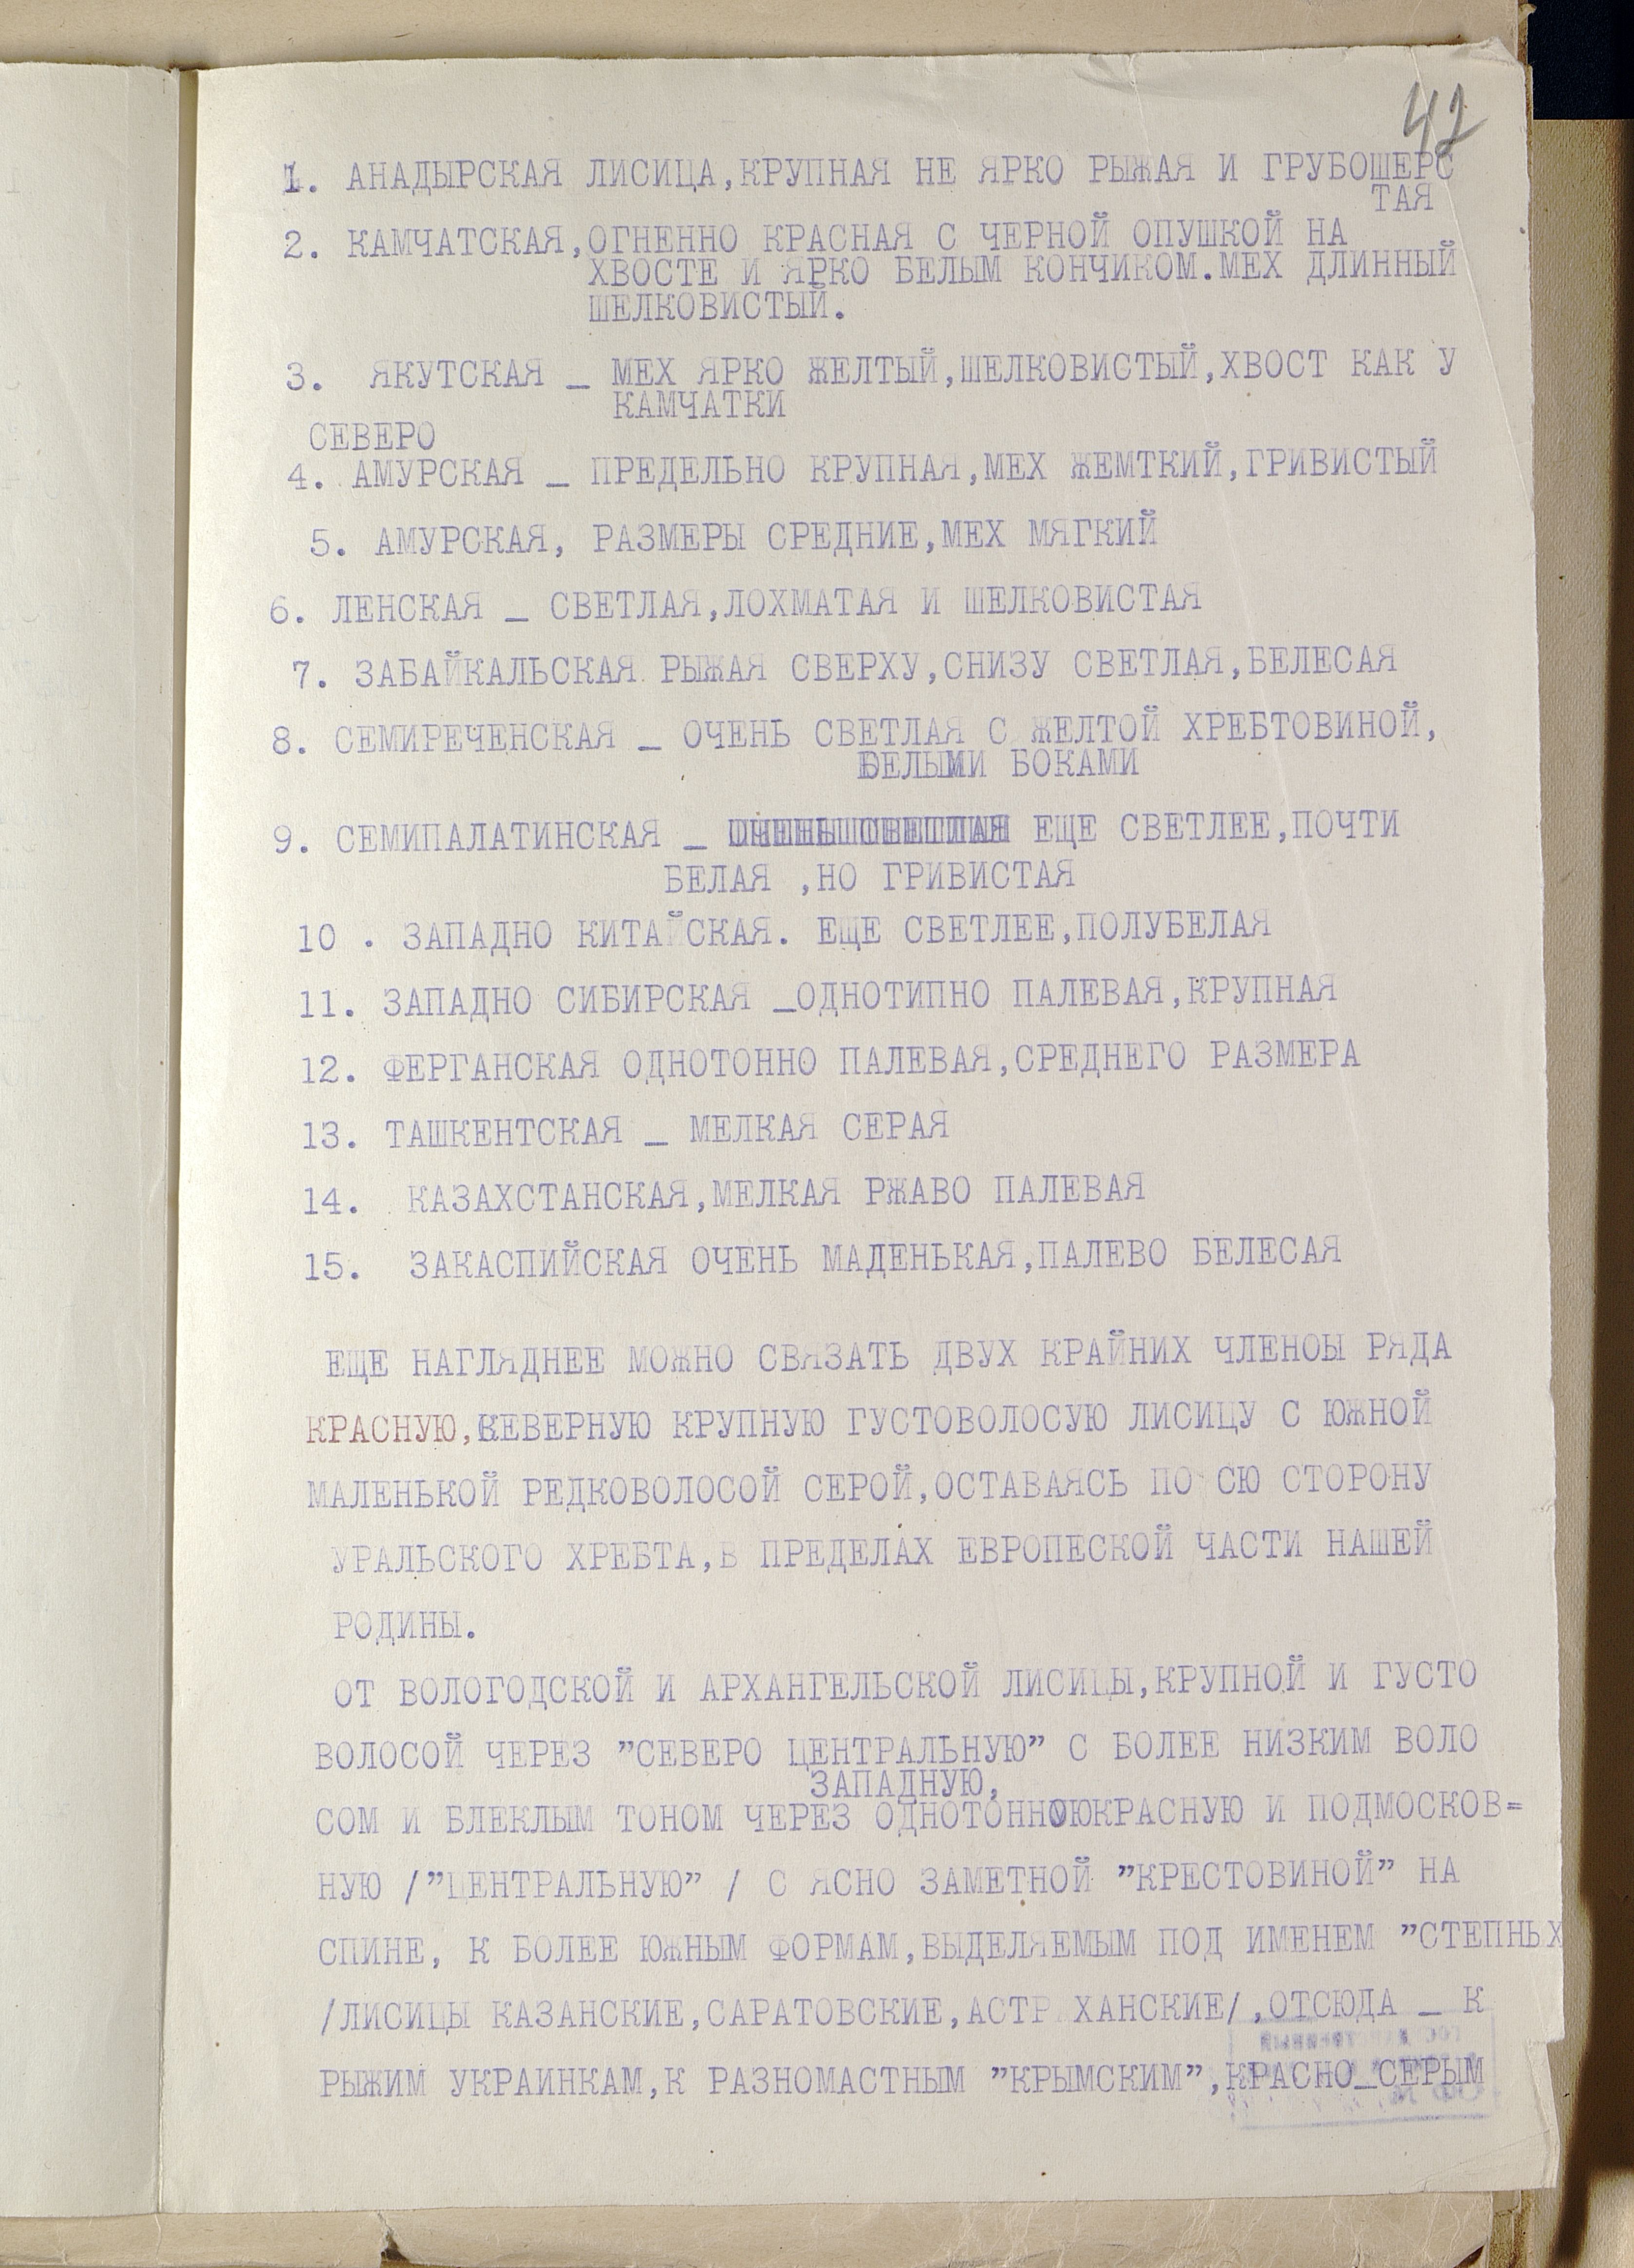 42
1. АНАДЫРСКАЯ ЛИСИЦА,КРУПНАЯ НЕ ЯРКО РЫЖАЯ И ГРУБОШЕРС
ТАЯ
2. КАМЧАТСКАЯ,ОГНЕННО КРАСНАЯ С ЧЕРНОЙ ОПУШКОЙ НА
ХВОСТЕ И ЯРКО БЕЛЫМ КОНЧИКОМ.МЕХ ДЛИННЫЙ
ШЕЛКОВИСТЫЙ.
3. ЯКУТСКАЯ _ МЕХ ЯРКО ЖЕЛТЫЙ,ШЕЛКОВИСТЫЙ,ХВОСТ КАК У
КАМЧАТКИ
СЕВЕРО
4. АМУРСКАЯ _ ПРЕДЕЛЬНО КРУПНАЯ,МЕХ ЖЕМТКИЙ,ГРИВИСТЫЙ
5. АМУРСКАЯ, РАЗМЕРЫ СРЕДНИЕ,МЕХ МЯГКИЙ
6. ЛЕНСКАЯ _ СВЕТЛАЯ,ЛОХМАТАЯ И ШЕЛКОВИСТАЯ
7. ЗАБАЙКАЛЬСКАЯ РЫЖАЯ СВЕРХУ,СНИЗУ СВЕТЛАЯ,БЕЛЕСАЯ
8. СЕМИРЕЧЕНСКАЯ _ ОЧЕНЬ СВЕТЛАЯ С ЖЕЛТОЙ ХРЕБТОВИНОЙ,
БЕЛЫМИ БОКАМИ
9. СЕМИПАЛАТИНСКАЯ _ ЕЩЕ СВЕТЛЕЕ,ПОЧТИ
БЕЛАЯ ,НО ГРИВИСТАЯ
10 . ЗАПАДНО КИТАЙСКАЯ. ЕЩЕ СВЕТЛЕЕ,ПОЛУБЕЛАЯ
11. ЗАПАДНО СИБИРСКАЯ _ОДНОТИПНО ПАЛЕВАЯ,КРУПНАЯ
12. ФЕРГАНСКАЯ ОДНОТОННО ПАЛЕВАЯ,СРЕДНЕГО РАЗМЕРА
13. ТАШКЕНТСКАЯ _ МЕЛКАЯ СЕРАЯ
14. КАЗАХСТАНСКАЯ,МЕЛКАЯ РЖАВО ПАЛЕВАЯ
15. ЗАКАСПИЙСКАЯ ОЧЕНЬ МАДЕНЬКАЯ,ПАЛЕВО БЕЛЕСАЯ
ЕЩЕ НАГЛЯДНЕЕ МОЖНО СВЯЗАТЬ ДВУХ КРАЙНИХ ЧЛЕНОЫ РЯДА
КРАСНУЮ,СЕВЕРНУЮ КРУПНУЮ ГУСТОВОЛОСУЮ ЛИСИЦУ С ЮЖНОЙ
МАЛЕНЬКОЙ РЕДКОВОЛОСОЙ СЕРОЙ,ОСТАВАЯСЬ ПО СЮ СТОРОНУ
УРАЛЬСКОГО ХРЕБТА,В ПРЕДЕЛАХ ЕВРОПЕСКОЙ ЧАСТИ НАШЕЙ
РОДИНЫ.
ОТ ВОЛОГОДСКОЙ И АРХАНГЕЛЬСКОЙ ЛИСИЦЫ,КРУПНОЙ И ГУСТО
ВОЛОСОЙ ЧЕРЕЗ "СЕВЕРО ЦЕНТРАЛЬНУЮ" С БОЛЕЕ НИЗКИМ ВОЛО
ЗАПАДНУЮ,
СОМ И БЛЕКЛЫМ ТОНОМ ЧЕРЕЗ ОДНОТОННОЮКРАСНУЮ И ПОДМОСКОВ=
НУЮ /"ЦЕНТРАЛЬНУЮ" / С ЯСНО ЗАМЕТНОЙ "КРЕСТОВИНОЙ" НА
СПИНЕ, К БОЛЕЕ ЮЖНЫМ ФОРМАМ,ВЫДЕЛЯЕМЫМ ПОД ИМЕНЕМ "СТЕПНЫХ
/ЛИСИЦЫ КАЗАНСКИЕ,САРАТОВСКИЕ,АСТР ХАНСКИЕ/,ОТСЮДА _ К
РЫЖИМ УКРАИНКАМ,К РАЗНОМАСТНЫМ "КРЫМСКИМ",КРАСНО_СЕРЫМ